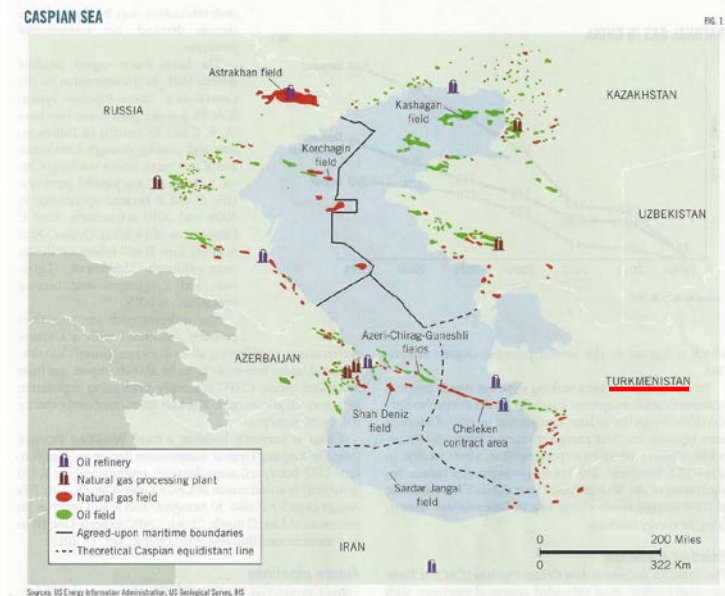 CASPIAN SEA
FIG. 1
Astrakhan field
RUSSIA
KAZAKHSTAN
Kashagan
field
Korchagin
field
UZBEKISTAN
Azeri-Chirag-Guneshli
fields
AZERBAIJAN
TURKMENISTAN
Shah Deniz
field
Cheleken
contract area
Sardar Jangal
field
IRAN
Oil refinery
Natural gas processing plant
Natural gas field
Oil field
Agreed-upon maritime boundaries
Theoretical Caspian equidistant line
0 200 Miles
0 322 Km
Sources: US Energy Information Administration, US Geological Survey, IHS